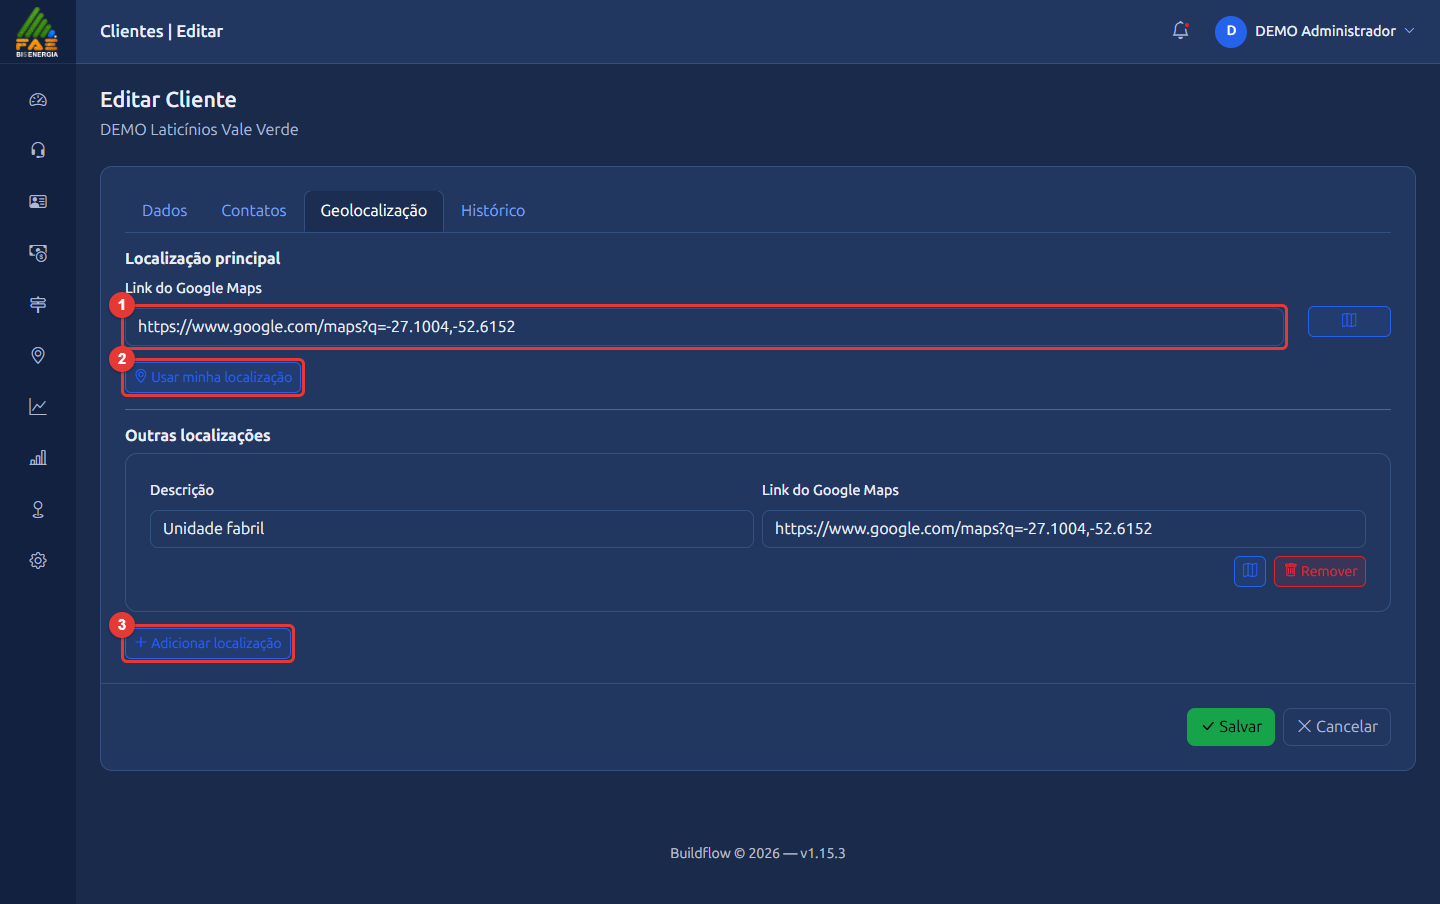 FAE
BIOENERGIA
Clientes | Editar
D
DEMO Administrador
Editar Cliente
DEMO Laticínios Vale Verde
Dados
Contatos
Geolocalização
Histórico
Localização principal
Link do Google Maps
1
https://www.google.com/maps?q=-27.1004,-52.6152
2
Usar minha localização
Outras localizações
Descrição
Link do Google Maps
Unidade fabril
https://www.google.com/maps?q=-27.1004,-52.6152
Remover
3
+ Adicionar localização
Salvar
Cancelar
Buildflow © 2026 — v1.15.3